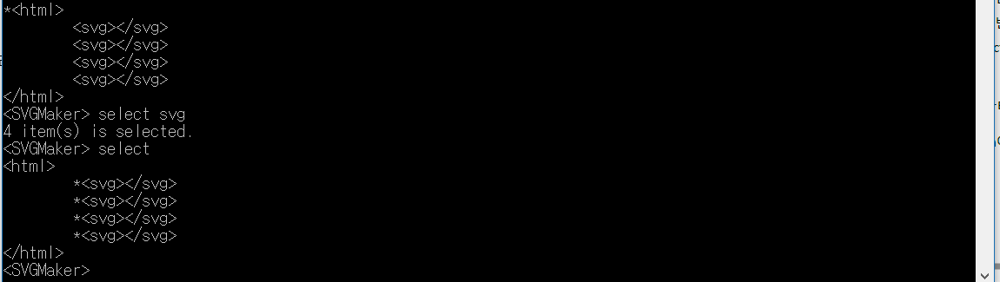 *<html>
<svg></svg>
<svg></svg>
<svg></svg>
<svg></svg>
</html>
<SVGMaker> select svg
4 item(s) is selected.
<SVGMaker> select
<html>
*<svg></svg>
*<svg></svg>
*<svg></svg>
*<svg></svg>
</html>
<SVGMaker>